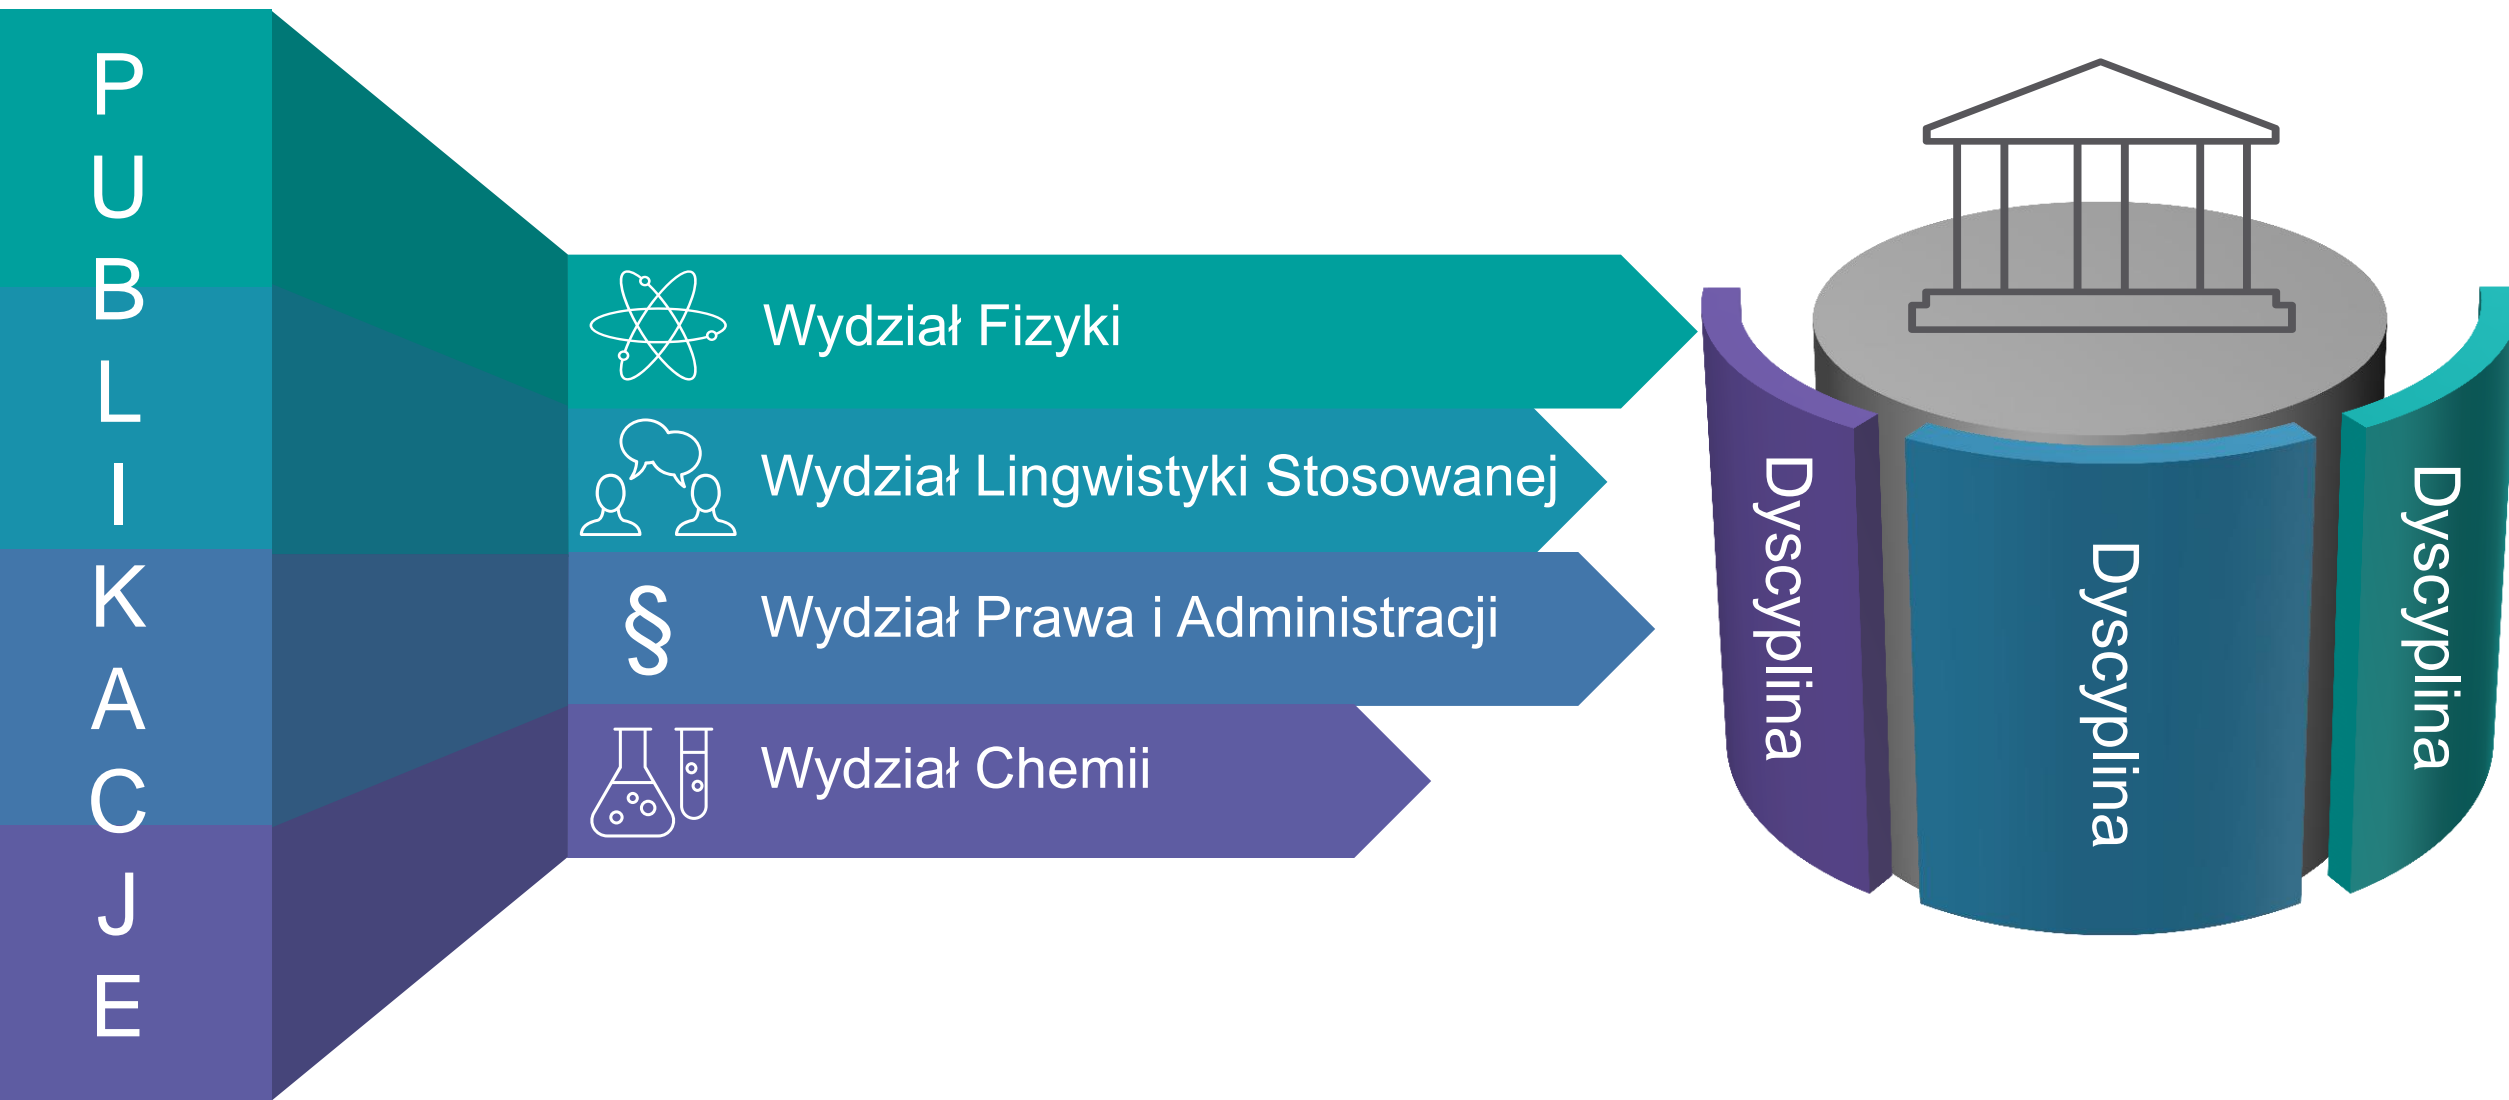 PUBLIKACJE
Wydział Fizyki
Wydział Lingwistyki Stosowanej
§
Wydział Prawa i Administracji
Wydział Chemii
Dyscyplina
Dyscyplina
Dyscyplina